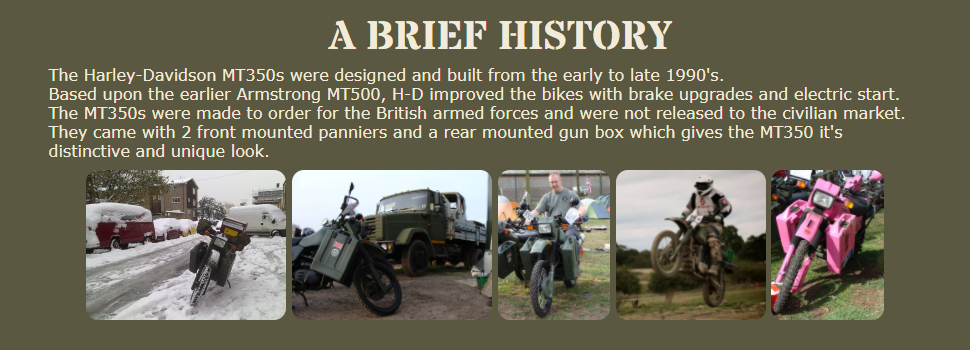 A BRIEF HISTORY
The Harley-Davidson MT350s were designed and built from the early to late 1990's.
Based upon the earlier Armstrong MT500, H-D improved the bikes with brake upgrades and electric start.
The MT350s were made to order for the British armed forces and were not released to the civilian market.
They came with 2 front mounted panniers and a rear mounted gun box which gives the MT350 it's
distinctive and unique look.